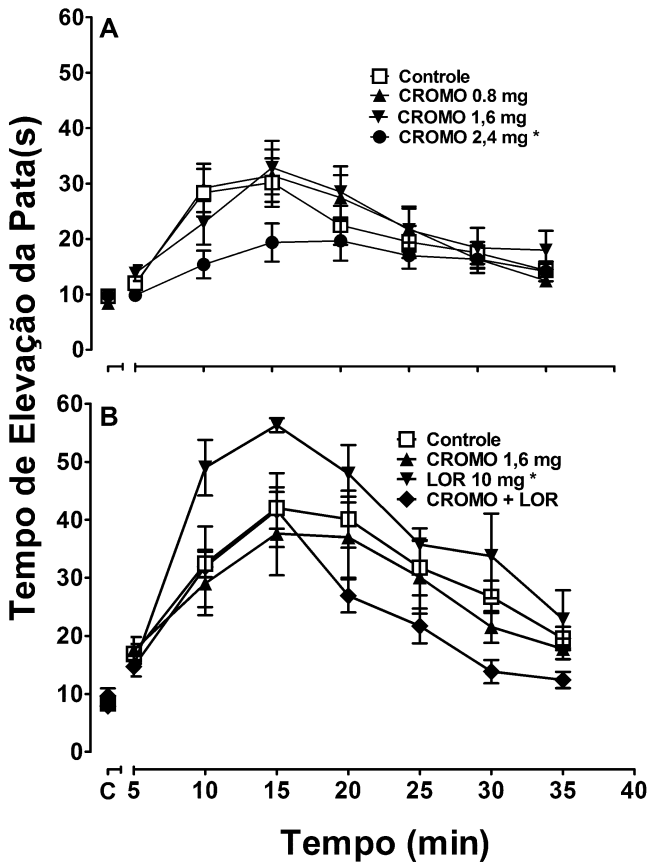 Tempo de Elevação da Pata(s)
A
60
50
40
30
20
10
0
Controle
CROMO 0.8 mg
CROMO 1,6 mg
CROMO 2,4 mg *
B
60
50
40
30
20
10
0
Controle
CROMO 1,6 mg
LOR 10 mg *
CROMO + LOR
C 5 10 15 20 25 30 35 40
Tempo (min)